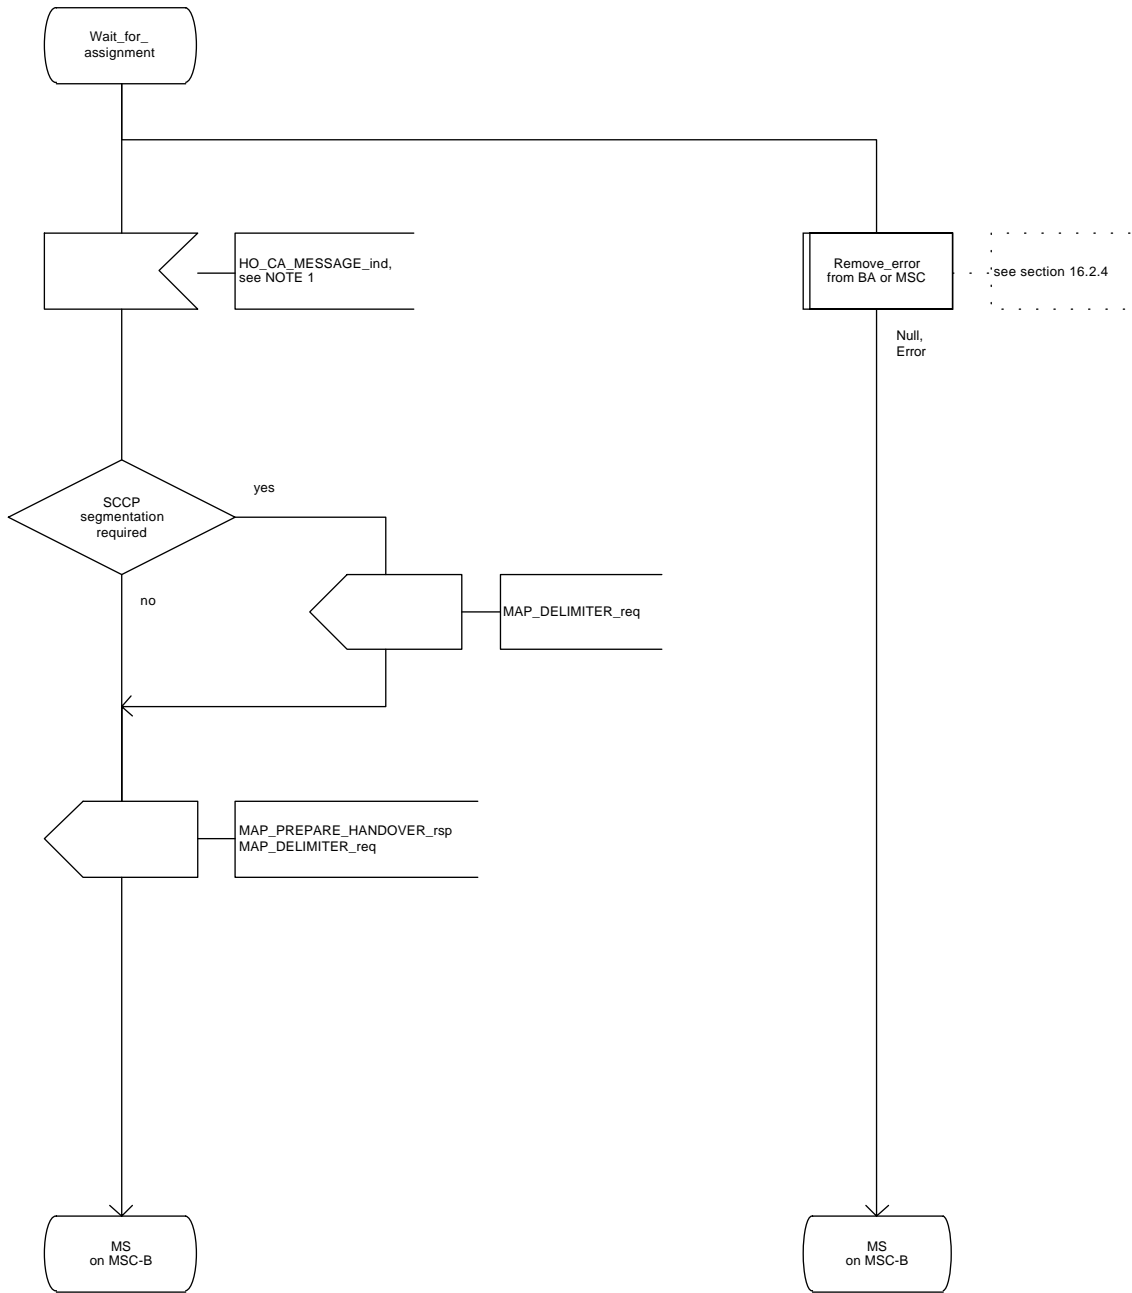 Wait_for_
assignment
HO_CA_MESSAGE_ind,
see NOTE 1
Remove_error
from BA or MSC
see section 16.2.4
Null,
Error
SCCP
segmentation
required
yes
no
MAP_DELIMITER_req
MAP_PREPARE_HANDOVER_rsp
MAP_DELIMITER_req
MS
on MSC-B
MS
on MSC-B